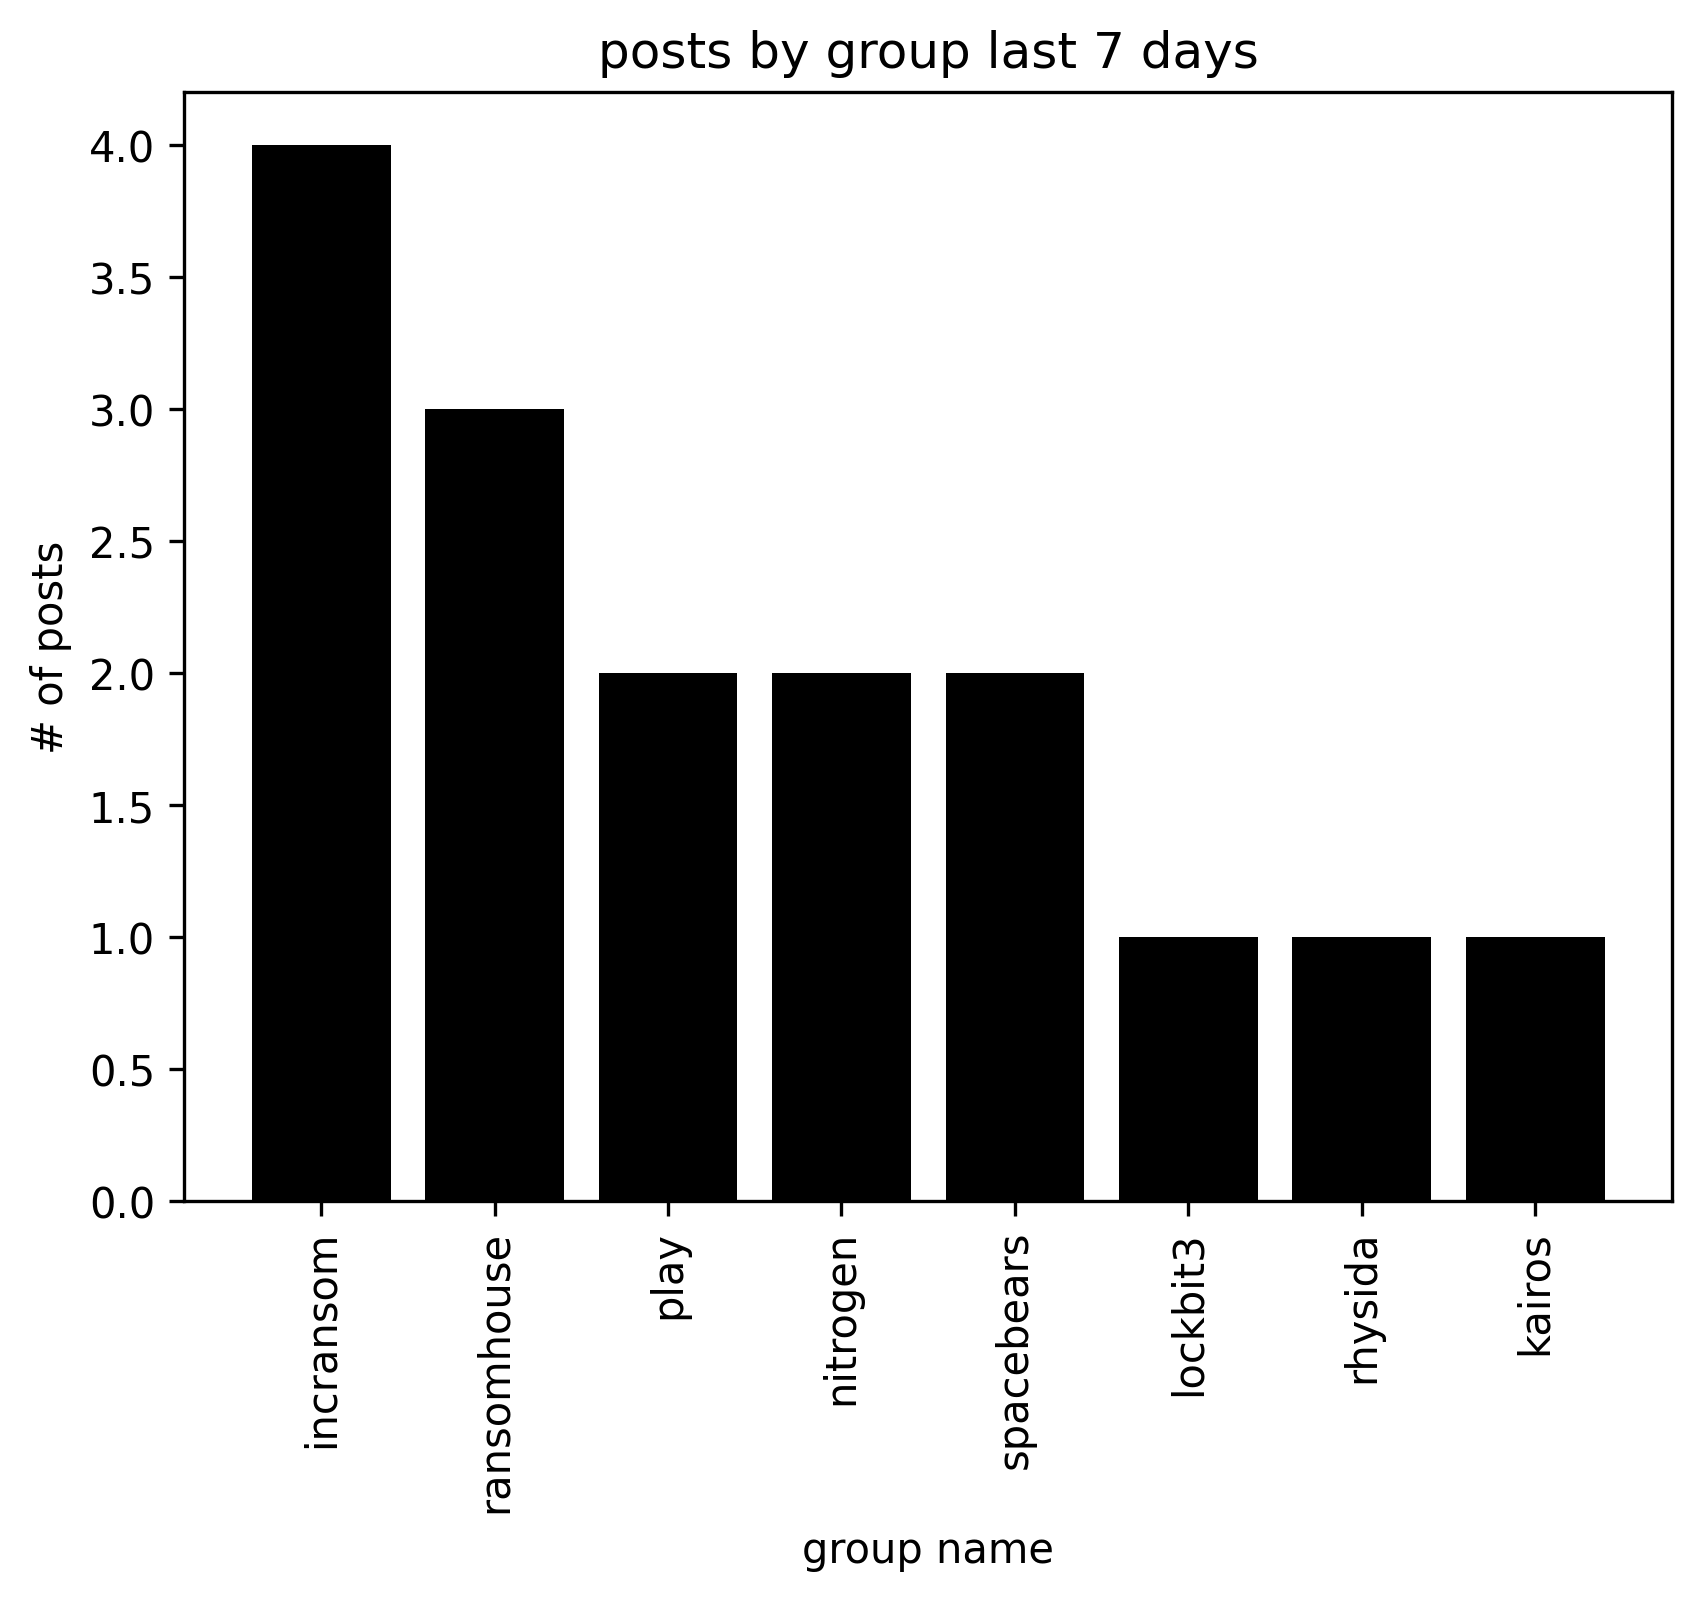 posts by group last 7 days
# of posts
4.0
3.5
3.0
2.5
2.0
1.5
1.0
0.5
0.0
incransom
ransomhouse
play
nitrogen
spacebears
lockbit3
rhysida
kairos
group name